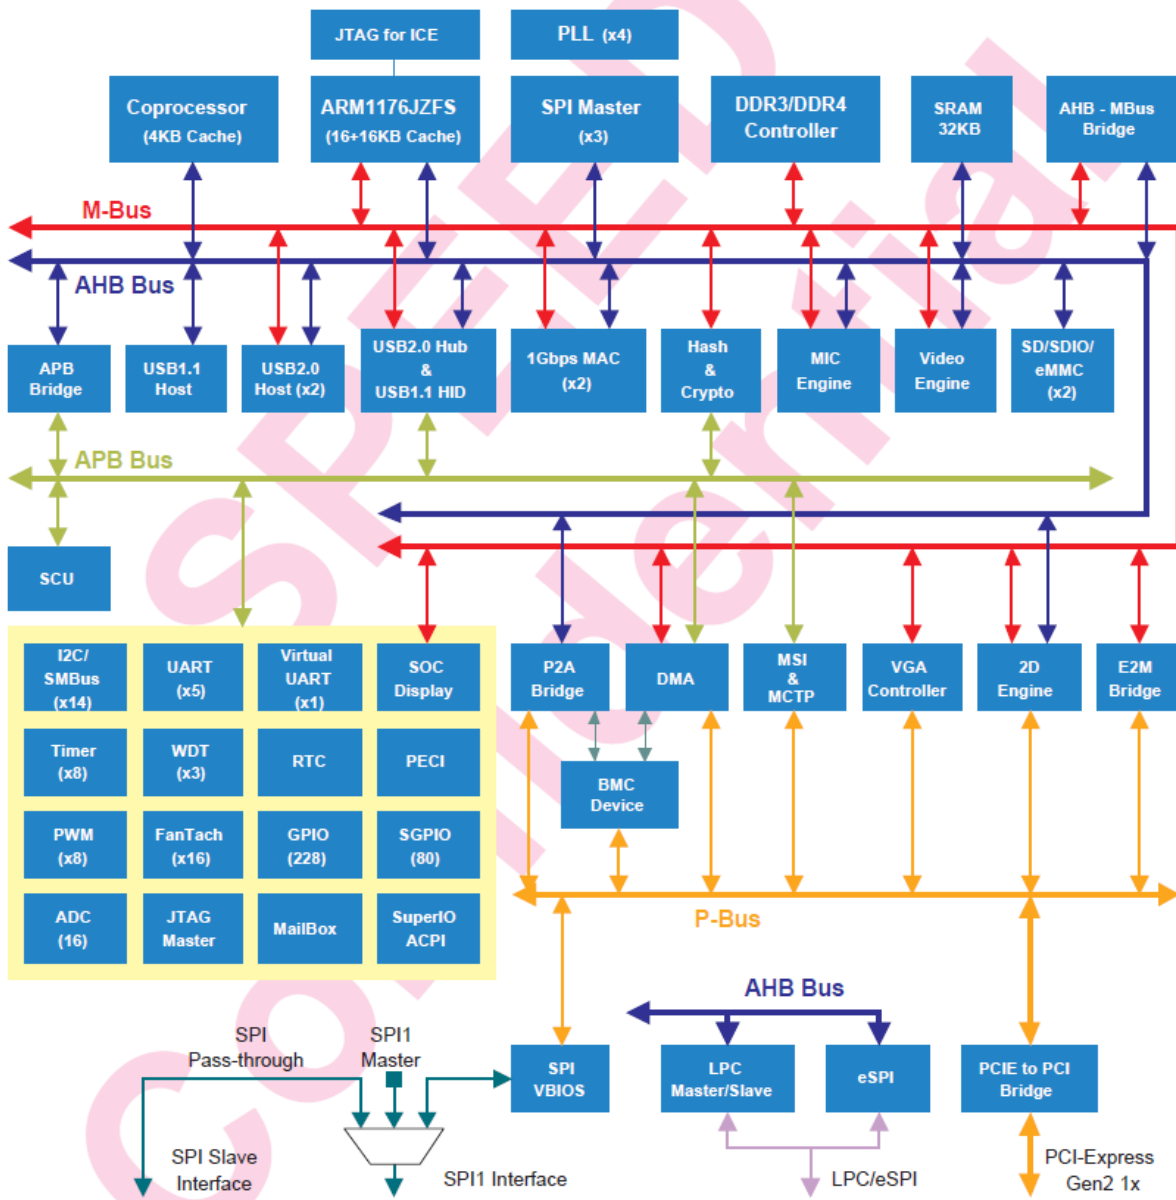 JTAG for ICE
PLL (x4)
Coprocessor
(4KB Cache)
ARM1176JZFS
(16+16KB Cache)
SPI Master
(x3)
DDR3/DDR4
Controller
SRAM
32KB
AHB - MBus
Bridge
M-Bus
AHB Bus
APB
Bridge
USB1.1
Host
USB2.0
Host (x2)
USB2.0 Hub
&
USB1.1 HID
1Gbps MAC
(x2)
Hash
&
Crypto
MIC
Engine
Video
Engine
SD/SDIO/
eMMC
(x2)
APB Bus
SCU
I2C/
SMBus
(x14)
UART
(x5)
Virtual
UART
(x1)
SOC
Display
P2A
Bridge
DMA
MSI
&
MCTP
VGA
Controller
2D
Engine
E2M
Bridge
Timer
(x8)
WDT
(x3)
RTC
PECI
BMC
Device
PWM
(x8)
FanTach
(x16)
GPIO
(228)
SGPIO
(80)
ADC
(16)
JTAG
Master
MailBox
SuperIO
ACPI
P-Bus
AHB Bus
SPI
Pass-through
SPI1
Master
SPI
VBIOS
LPC
Master/Slave
eSPI
PCIE to PCI
Bridge
SPI Slave
Interface
SPI1 Interface
LPC/eSPI
PCI-Express
Gen2 1x
SPEED
Confidential